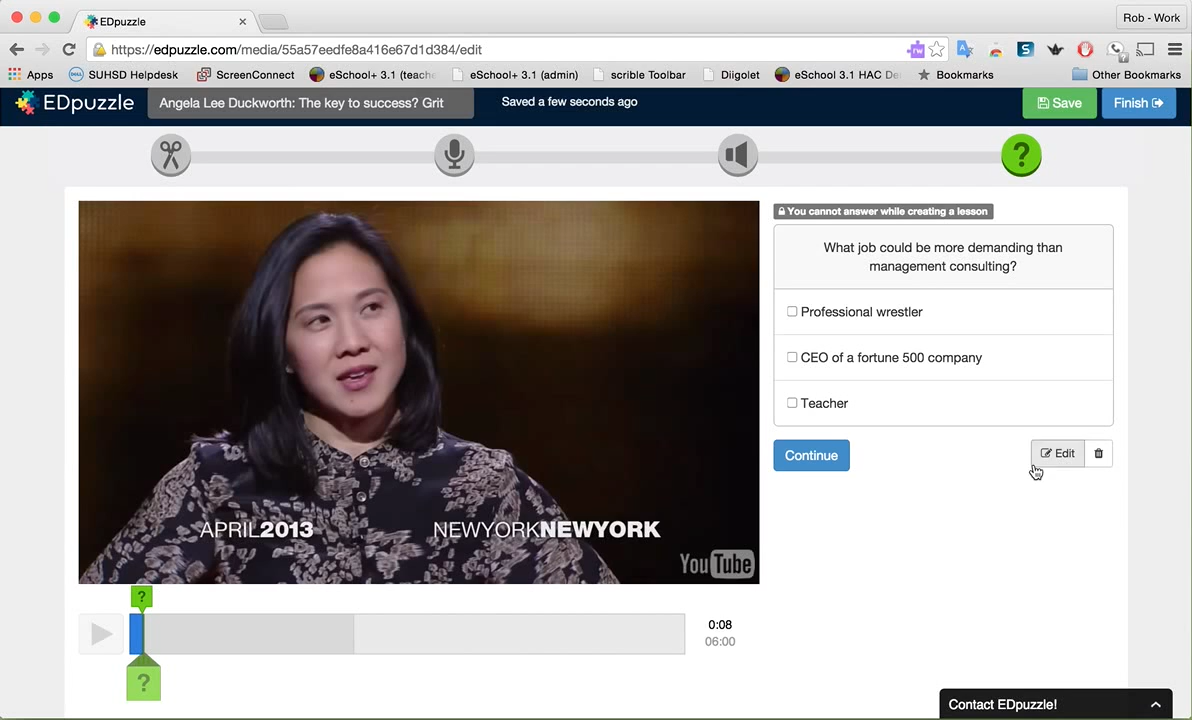 EDpuzzle
Rob - Work
https://edpuzzle.com/media/55a57eedfe8a416e67d1d384/edit
Apps
SUHSD Helpdesk
ScreenConnect
eSchool+ 3.1 (teach
eSchool+ 3.1 (admin)
scrible Toolbar
Diigolet
eSchool 3.1 HAC De
Bookmarks
Other Bookmarks
EDpuzzle
Angela Lee Duckworth: The key to success? Grit
Saved a few seconds ago
Save
Finish
?
You cannot answer while creating a lesson
What job could be more demanding than
management consulting?
Professional wrestler
CEO of a fortune 500 company
Teacher
Continue
Edit
APRIL2013
NEWYORKNEWYORK
YouTube
?
0:08
06:00
?
Contact EDpuzzle!